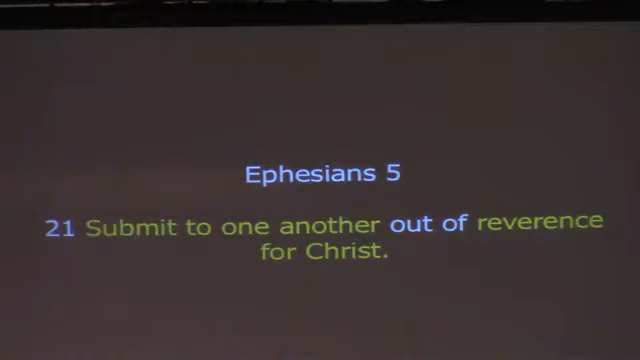 Ephesians 5
21 Submit to one another out of reverence
for Christ.